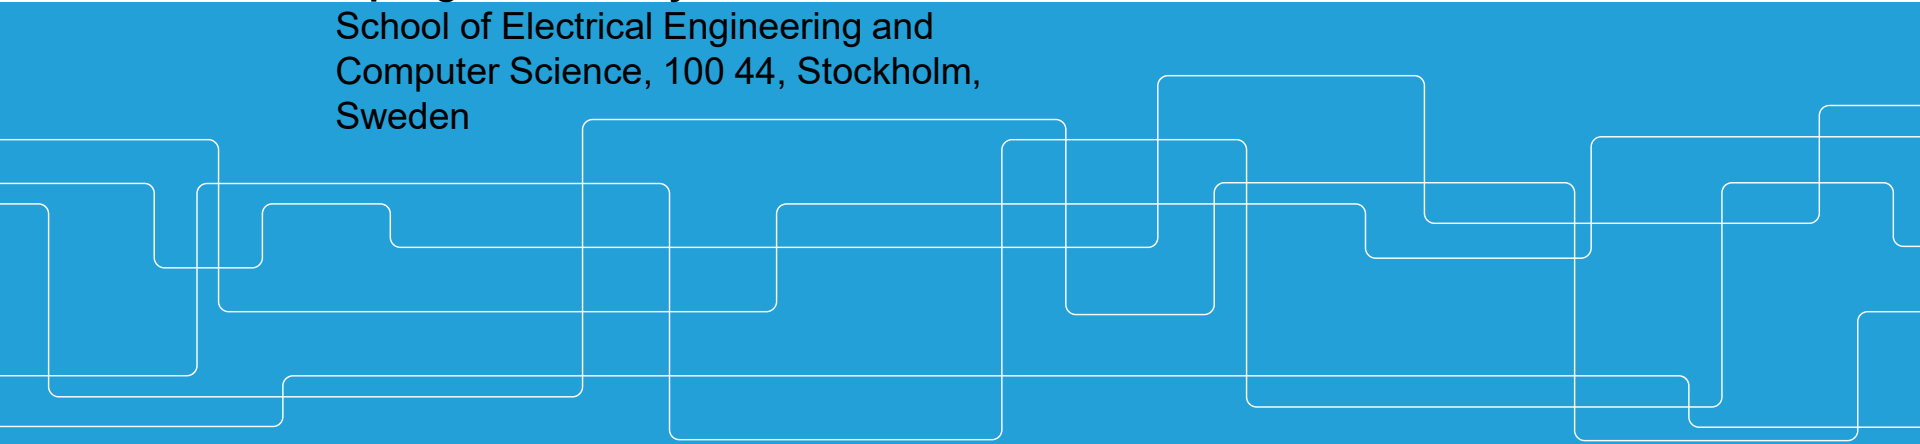 School of Electrical Engineering and
Computer Science, 100 44, Stockholm,
Sweden